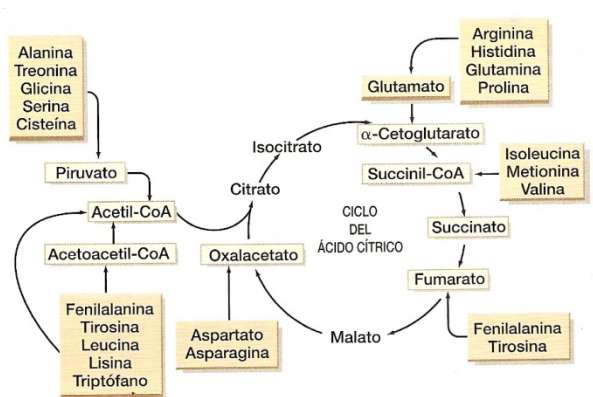 Alanina
Treonina
Glicina
Serina
Cisteína
Piruvato
Acetil-CoA
Acetoacetil-CoA
Fenilalanina
Tirosina
Leucina
Lisina
Triptófano
Arginina
Histidina
Glutamina
Prolina
Glutamato
α-Cetoglutarato
Isocitrato
Citrato
Succinil-CoA
Isoleucina
Metionina
Valina
CICLO
DEL
ÁCIDO CÍTRICO
Succinato
Oxalacetato
Fumarato
Aspartato
Asparagina
Malato
Fenilalanina
Tirosina